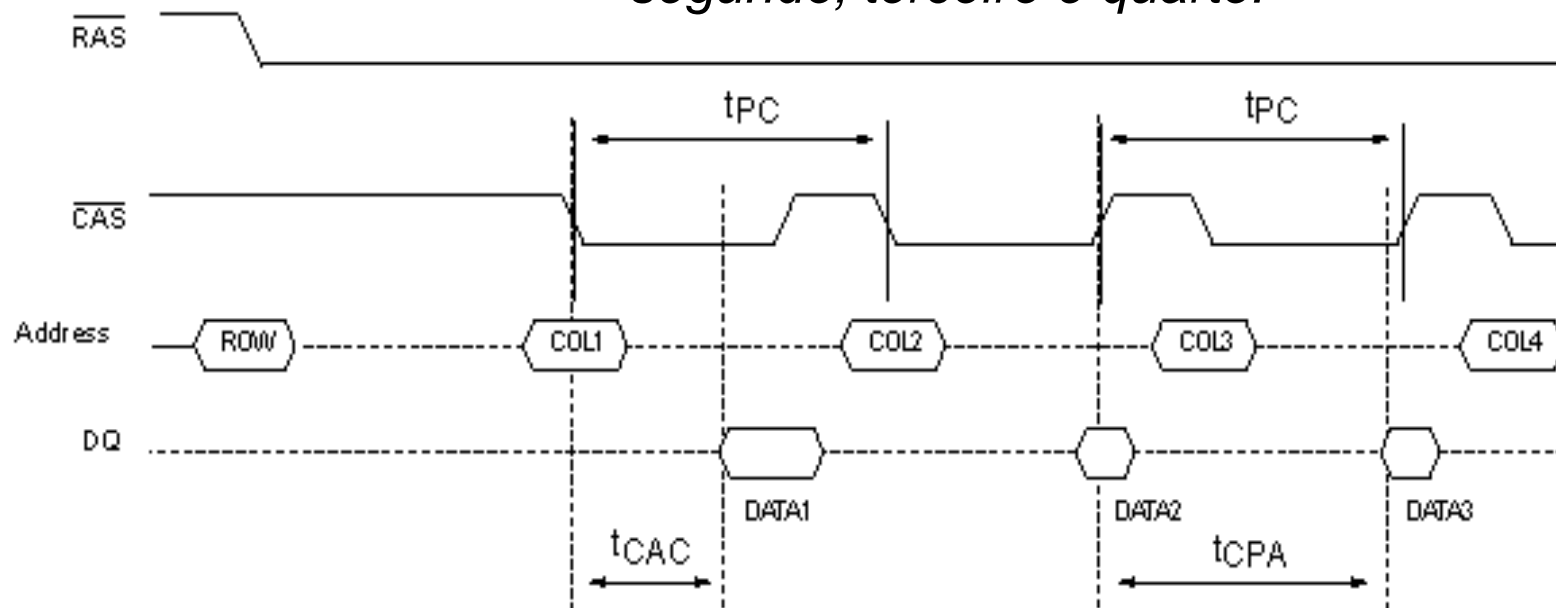 segundo, terceiro e quarto.
RAS
tPC tPC
CAS
Address ROW COL1 COL2 COL3 COL4
DQ
DATA1 DATA2 DATA3
tCAC tCPA